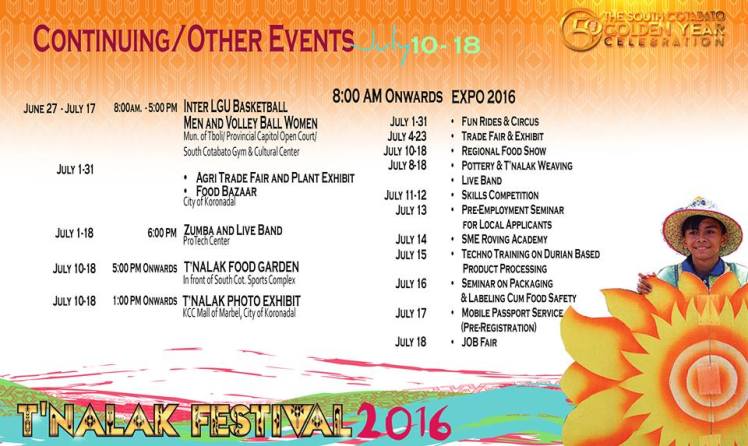 CONTINUING/OTHER EVENTS July 10 - 18
50 THE SOUTH COTABATO
GOLDEN YEAR
CELEBRATION
JUNE 27 - JULY 17 8:00AM. - 5:00 PM INTER LGU BASKETBALL
MEN AND VOLLEY BALL WOMEN
Mun. of Tboli/ Provincial Capitol Open Court/
South Cotabato Gym & Cultural Center
JULY 1-31
• AGRI TRADE FAIR AND PLANT EXHIBIT
• FOOD BAZAAR
City of Koronadal
JULY 1-18 6:00 PM ZUMBA AND LIVE BAND
ProTech Center
JULY 10-18 5:00 PM ONWARDS T'NALAK FOOD GARDEN
In front of South Cot. Sports Complex
JULY 10-18 1:00 PM ONWARDS T'NALAK PHOTO EXHIBIT
KCC Mall of Marbel, City of Koronadal
8:00 AM ONWARDS EXPO 2016
JULY 1-31 • FUN RIDES & CIRCUS
JULY 4-23 • TRADE FAIR & EXHIBIT
JULY 10-18 • REGIONAL FOOD SHOW
JULY 8-18 • POTTERY & T'NALAK WEAVING
• LIVE BAND
JULY 11-12 • SKILLS COMPETITION
JULY 13 • PRE-EMPLOYMENT SEMINAR
FOR LOCAL APPLICANTS
JULY 14 • SME ROVING ACADEMY
JULY 15 • TECHNO TRAINING ON DURIAN BASED
PRODUCT PROCESSING
JULY 16 • SEMINAR ON PACKAGING
& LABELING CUM FOOD SAFETY
JULY 17 • MOBILE PASSPORT SERVICE
(PRE-REGISTRATION)
JULY 18 • JOB FAIR
T'NALAK FESTIVAL 2016